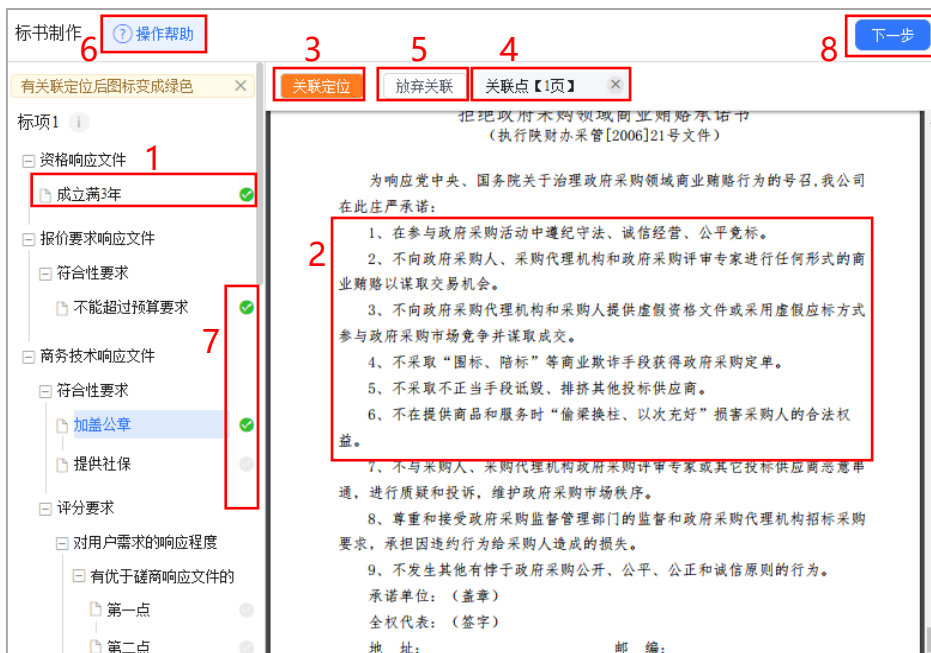 标书制作
6
? 操作帮助
8
下一步
有关联定位后图标变成绿色
3
关联定位
5
放弃关联
4
关联点【1页】
标项1
资格响应文件
1
成立满3年
报价要求响应文件
符合性要求
不能超过预算要求
7
商务技术响应文件
符合性要求
加盖公章
提供社保
评分要求
对用户需求的响应程度
有优于磋商响应文件的
第一点
第二点
拒绝政府采购领域商业贿赂承诺书
（执行陕财办采管[2006]21号文件）
为响应党中央、国务院关于治理政府采购领域商业贿赂行为的号召,我公司
在此庄严承诺：
2
1、在参与政府采购活动中遵纪守法、诚信经营、公平竞标。
2、不向政府采购人、采购代理机构和政府采购评审专家进行任何形式的商
业贿赂以谋取交易机会。
3、不向政府采购代理机构和采购人提供虚假资格文件或采用虚假应标方式
参与政府采购市场竞争并谋取成交。
4、不采取“国标、陪标”等商业欺诈手段获得政府采购定单。
5、不采取不正当手段诋毁、排挤其他投标供应商。
6、不在提供商品和服务时“偷梁换柱、以次充好”损害采购人的合法权
益。
7、不与采购人、采购代理机构政府采购评审专家或其它投标供应商恶意串
通，进行质疑和投诉，维护政府采购市场秩序。
8、尊重和接受政府采购监督管理部门的监督和政府采购代理机构招标采购
要求，承担因违约行为给采购人造成的损失。
9、不发生其他有悖于政府采购公开、公平、公正和诚信原则的行为。
承诺单位：（盖章）
全权代表：（签字）
地 址： 邮 编：